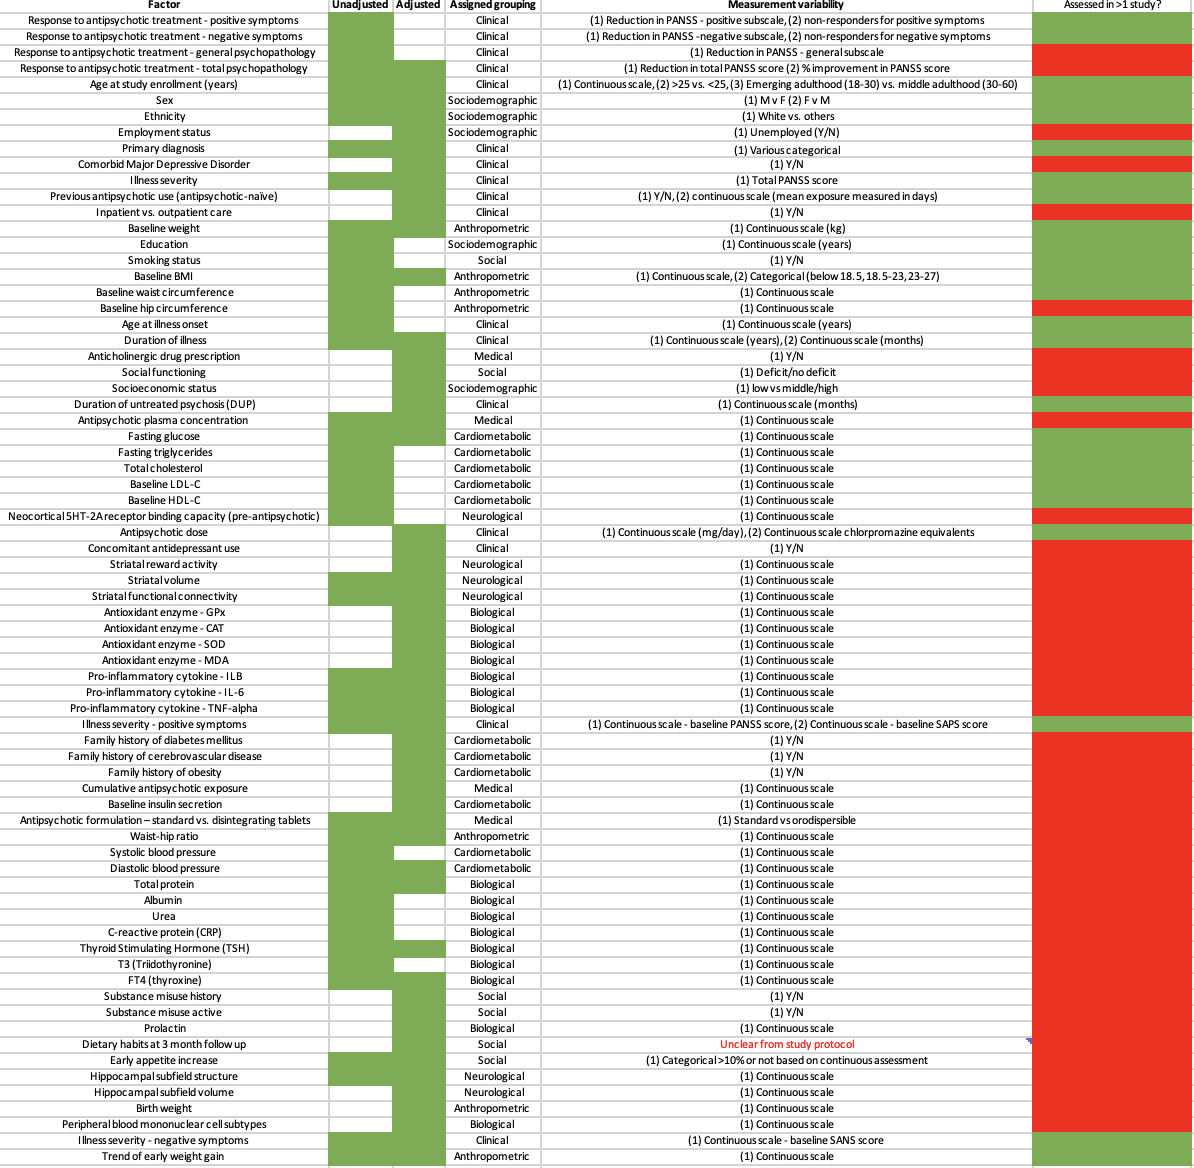 Factor Unadjusted Adjusted Assigned grouping Measurement variability Assessed in >1 study?
Response to antipsychotic treatment - positive symptoms Clinical (1) Reduction in PANSS - positive subscale, (2) non-responders for positive symptoms
Response to antipsychotic treatment - negative symptoms Clinical (1) Reduction in PANSS -negative subscale, (2) non-responders for negative symptoms
Response to antipsychotic treatment - general psychopathology Clinical (1) Reduction in PANSS - general subscale
Response to antipsychotic treatment - total psychopathology Clinical (1) Reduction in total PANSS score (2) % improvement in PANSS score
Age at study enrollment (years) Clinical (1) Continuous scale, (2) >25 vs. <25, (3) Emerging adulthood (18-30) vs. middle adulthood (30-60)
Sex Sociodemographic (1) M v F (2) F v M
Ethnicity Sociodemographic (1) White vs. others
Employment status Sociodemographic (1) Unemployed (Y/N)
Primary diagnosis Clinical (1) Various categorical
Comorbid Major Depressive Disorder Clinical (1) Y/N
Illness severity Clinical (1) Total PANSS score
Previous antipsychotic use (antipsychotic-naïve) Clinical (1) Y/N, (2) continuous scale (mean exposure measured in days)
Inpatient vs. outpatient care Clinical (1) Y/N
Baseline weight Anthropometric (1) Continuous scale (kg)
Education Sociodemographic (1) Continuous scale (years)
Smoking status Social (1) Y/N
Baseline BMI Anthropometric (1) Continuous scale, (2) Categorical (below 18.5, 18.5-23, 23-27)
Baseline waist circumference Anthropometric (1) Continuous scale
Baseline hip circumference Anthropometric (1) Continuous scale
Age at illness onset Clinical (1) Continuous scale (years)
Duration of illness Clinical (1) Continuous scale (years), (2) Continuous scale (months)
Anticholinergic drug prescription Medical (1) Y/N
Social functioning Social (1) Deficit/no deficit
Socioeconomic status Sociodemographic (1) low vs middle/high
Duration of untreated psychosis (DUP) Clinical (1) Continuous scale (months)
Antipsychotic plasma concentration Medical (1) Continuous scale
Fasting glucose Cardiometabolic (1) Continuous scale
Fasting triglycerides Cardiometabolic (1) Continuous scale
Total cholesterol Cardiometabolic (1) Continuous scale
Baseline LDL-C Cardiometabolic (1) Continuous scale
Baseline HDL-C Cardiometabolic (1) Continuous scale
Neocortical 5HT-2A receptor binding capacity (pre-antipsychotic) Neurological (1) Continuous scale
Antipsychotic dose Clinical (1) Continuous scale (mg/day), (2) Continuous scale chlorpromazine equivalents
Concomitant antidepressant use Clinical (1) Y/N
Striatal reward activity Neurological (1) Continuous scale
Striatal volume Neurological (1) Continuous scale
Striatal functional connectivity Neurological (1) Continuous scale
Antioxidant enzyme - GPx Biological (1) Continuous scale
Antioxidant enzyme - CAT Biological (1) Continuous scale
Antioxidant enzyme - SOD Biological (1) Continuous scale
Antioxidant enzyme - MDA Biological (1) Continuous scale
Pro-inflammatory cytokine - ILB Biological (1) Continuous scale
Pro-inflammatory cytokine - IL-6 Biological (1) Continuous scale
Pro-inflammatory cytokine - TNF-alpha Biological (1) Continuous scale
Illness severity - positive symptoms Clinical (1) Continuous scale - baseline PANSS score, (2) Continuous scale - baseline SAPS score
Family history of diabetes mellitus Cardiometabolic (1) Y/N
Family history of cerebrovascular disease Cardiometabolic (1) Y/N
Family history of obesity Cardiometabolic (1) Y/N
Cumulative antipsychotic exposure Medical (1) Continuous scale
Baseline insulin secretion Cardiometabolic (1) Continuous scale
Antipsychotic formulation – standard vs. disintegrating tablets Medical (1) Standard vs orodispersible
Waist-hip ratio Anthropometric (1) Continuous scale
Systolic blood pressure Cardiometabolic (1) Continuous scale
Diastolic blood pressure Cardiometabolic (1) Continuous scale
Total protein Biological (1) Continuous scale
Albumin Biological (1) Continuous scale
Urea Biological (1) Continuous scale
C-reactive protein (CRP) Biological (1) Continuous scale
Thyroid Stimulating Hormone (TSH) Biological (1) Continuous scale
T3 (Triidothyronine) Biological (1) Continuous scale
FT4 (thyroxine) Biological (1) Continuous scale
Substance misuse history Social (1) Y/N
Substance misuse active Social (1) Y/N
Prolactin Biological (1) Continuous scale
Dietary habits at 3 month follow up Social Unclear from study protocol
Early appetite increase Social (1) Categorical >10% or not based on continuous assessment
Hippocampal subfield structure Neurological (1) Continuous scale
Hippocampal subfield volume Neurological (1) Continuous scale
Birth weight Anthropometric (1) Continuous scale
Peripheral blood mononuclear cell subtypes Biological (1) Continuous scale
Illness severity - negative symptoms Clinical (1) Continuous scale - baseline SANS score
Trend of early weight gain Anthropometric (1) Continuous scale